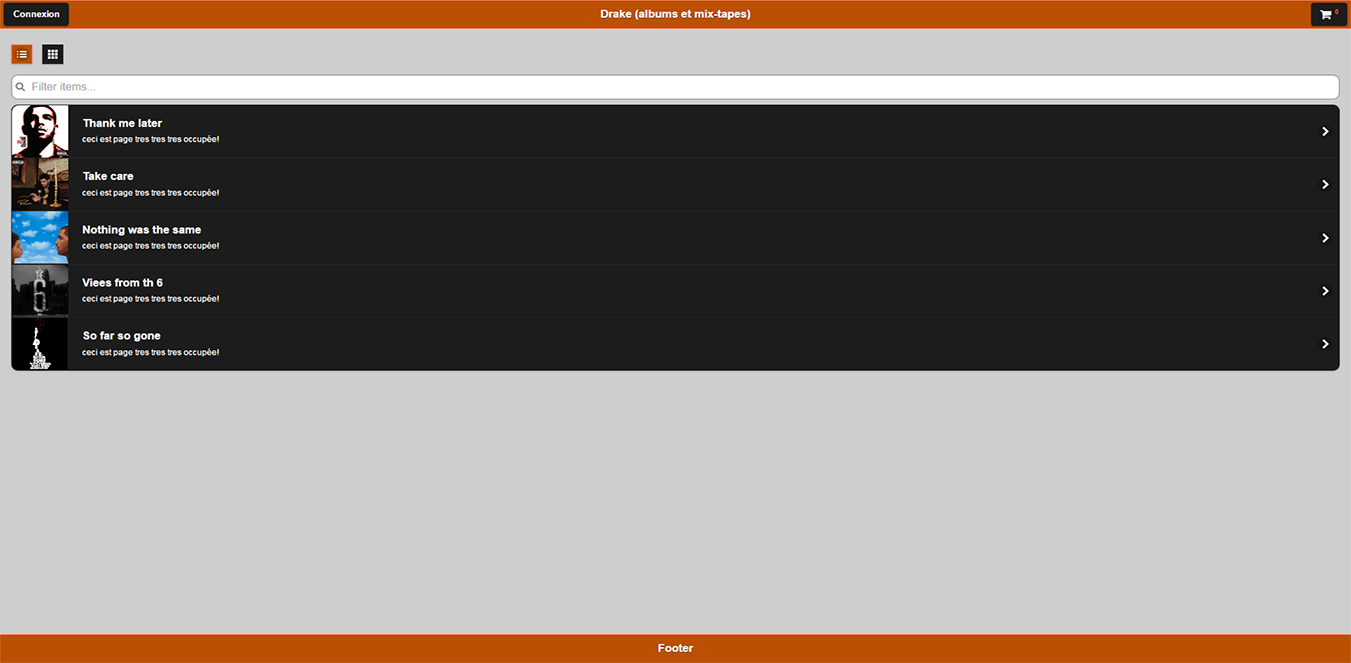 Connexion
Drake (albums et mix-tapes)
0
Filter items...
Thank me later
ceci est page tres tres tres occupée!
Take care
ceci est page tres tres tres occupée!
Nothing was the same
ceci est page tres tres tres occupée!
Viees from th 6
ceci est page tres tres tres occupée!
So far so gone
ceci est page tres tres tres occupée!
Footer